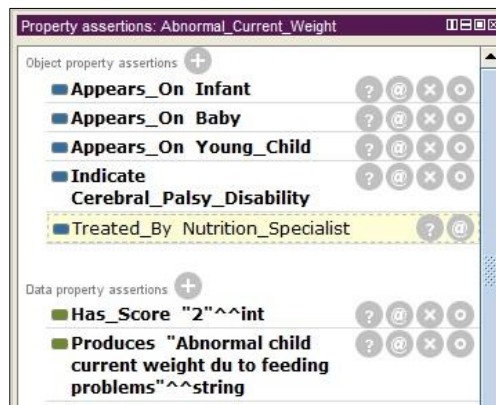 Property assertions: Abnormal_Current_Weight
Object property assertions
Appears_On Infant
Appears_On Baby
Appears_On Young_Child
Indicate
Cerebral_Palsy_Disability
Treated_By Nutrition_Specialist
Data property assertions
Has_Score "2"^^int
Produces "Abnormal child
current weight du to feeding
problems"^^string